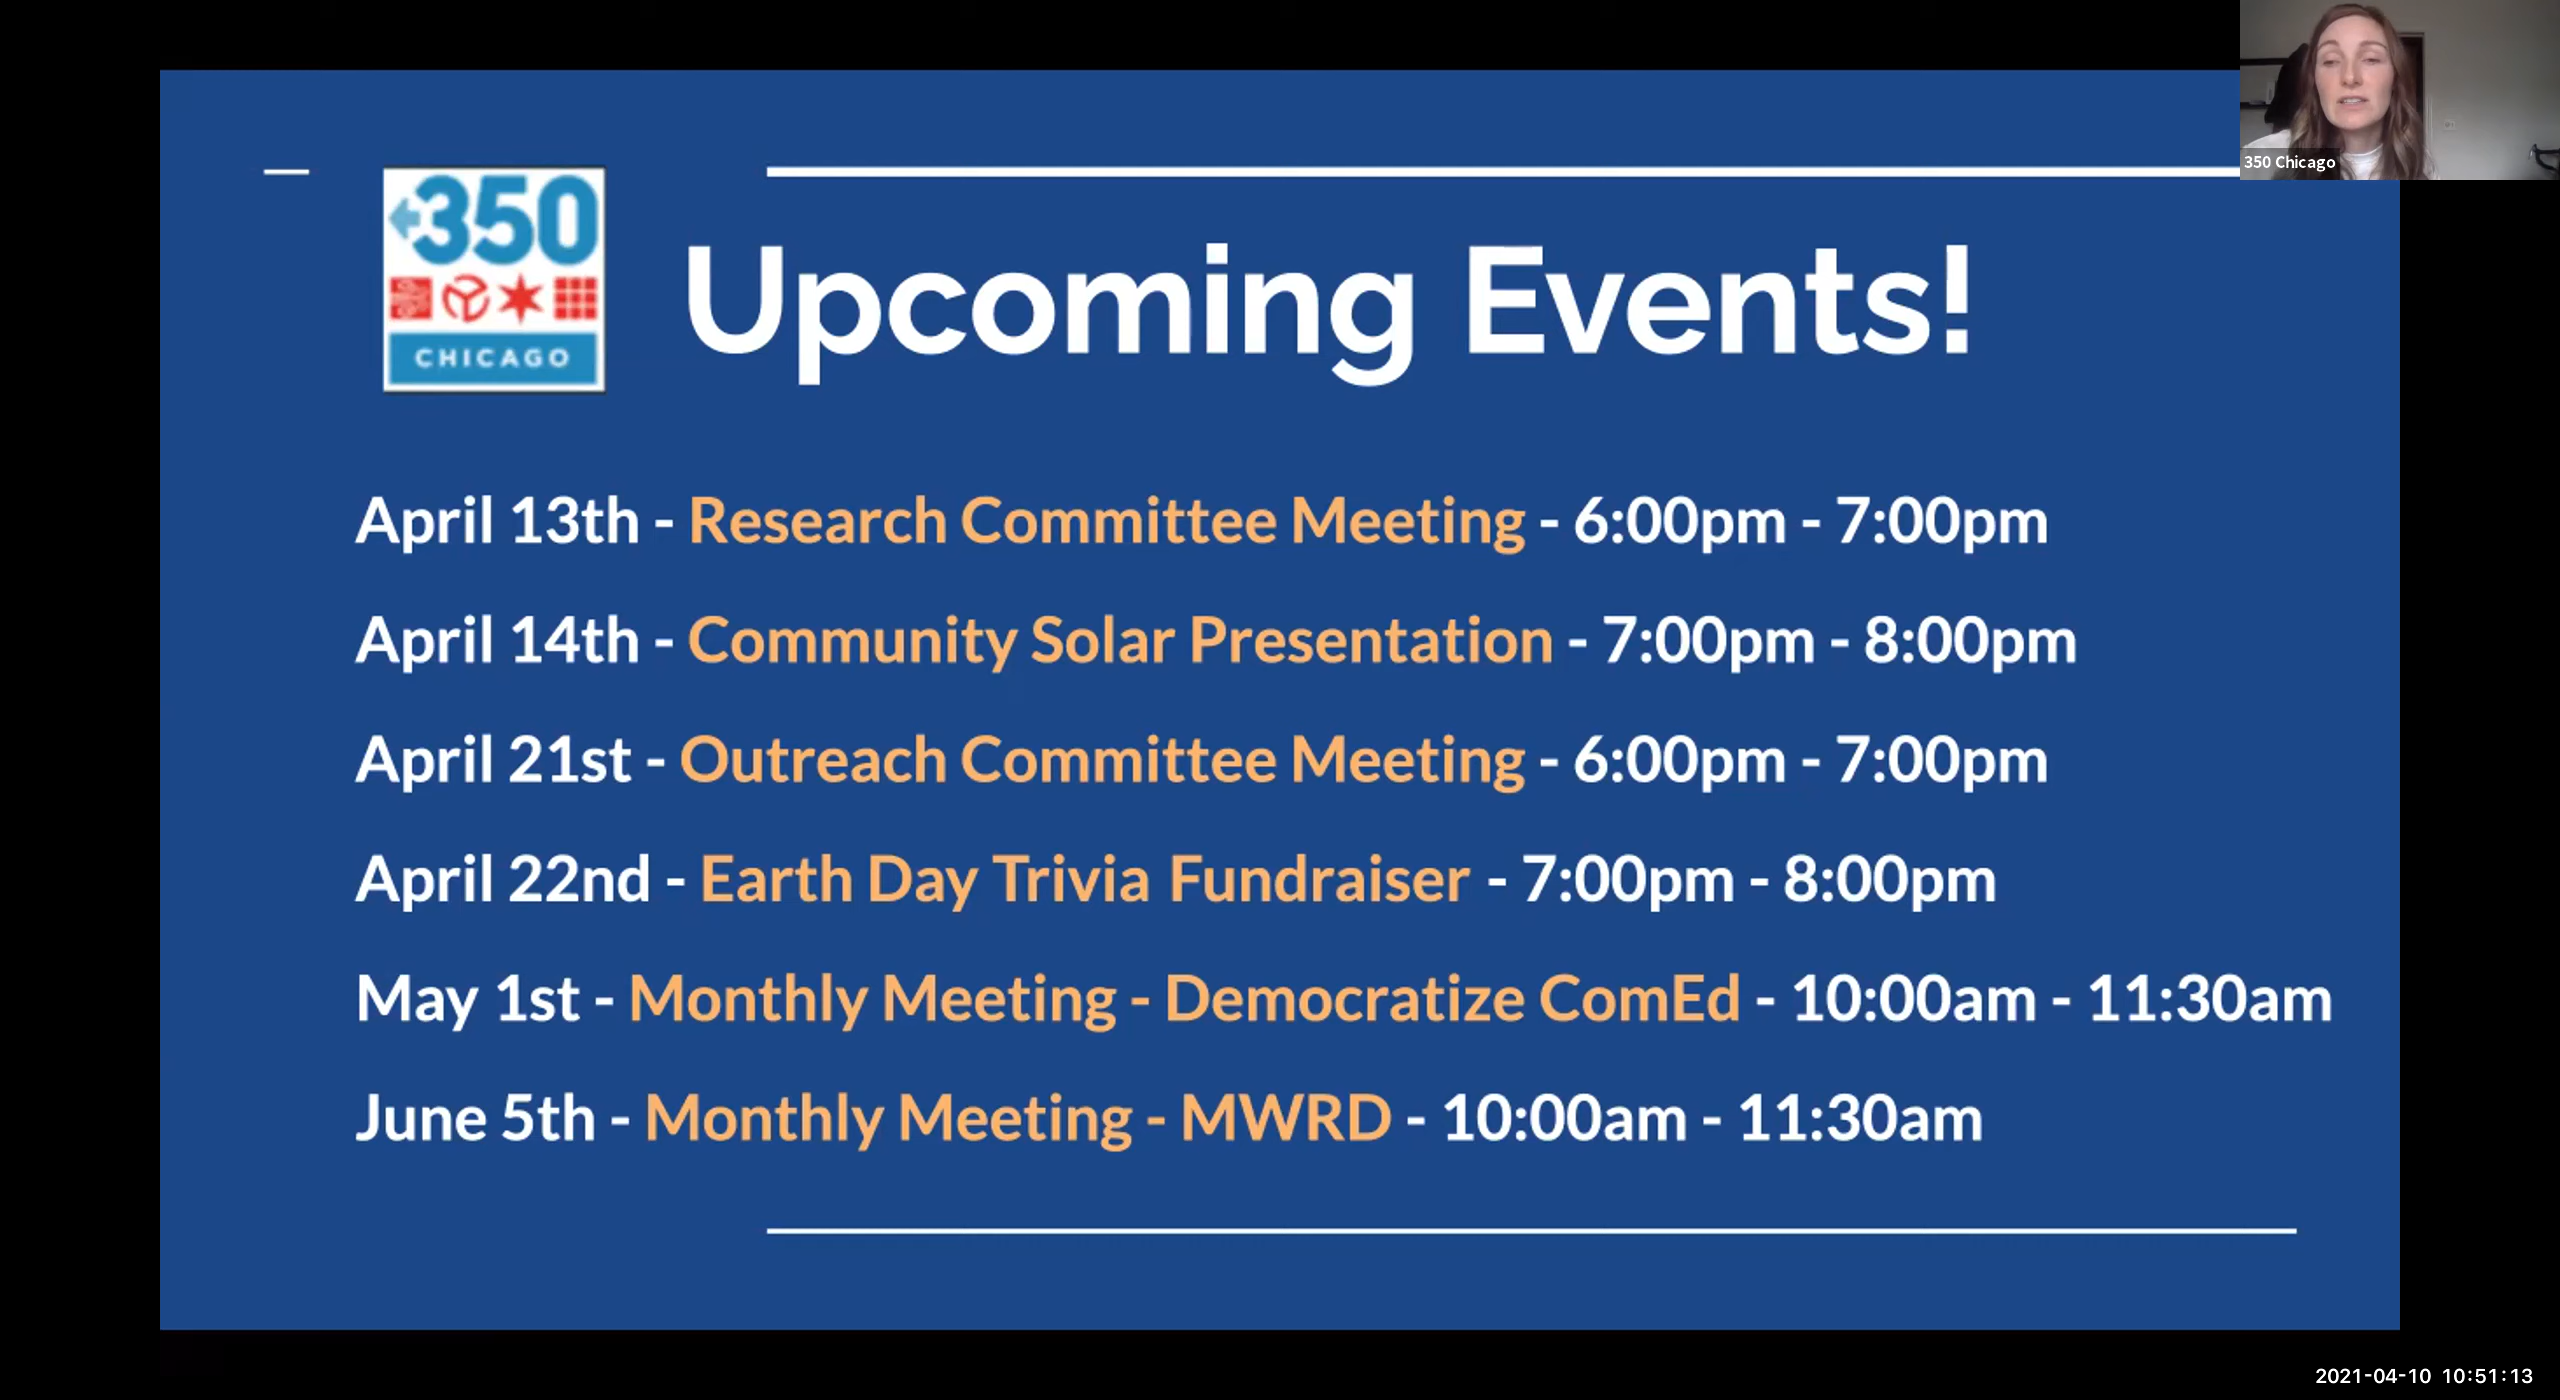 350 Chicago
350
CHICAGO
Upcoming Events!
April 13th - Research Committee Meeting - 6:00pm - 7:00pm
April 14th - Community Solar Presentation - 7:00pm - 8:00pm
April 21st - Outreach Committee Meeting - 6:00pm - 7:00pm
April 22nd - Earth Day Trivia Fundraiser - 7:00pm - 8:00pm
May 1st - Monthly Meeting - Democratize ComEd - 10:00am - 11:30am
June 5th - Monthly Meeting - MWRD - 10:00am - 11:30am
2021-04-10 10:51:13